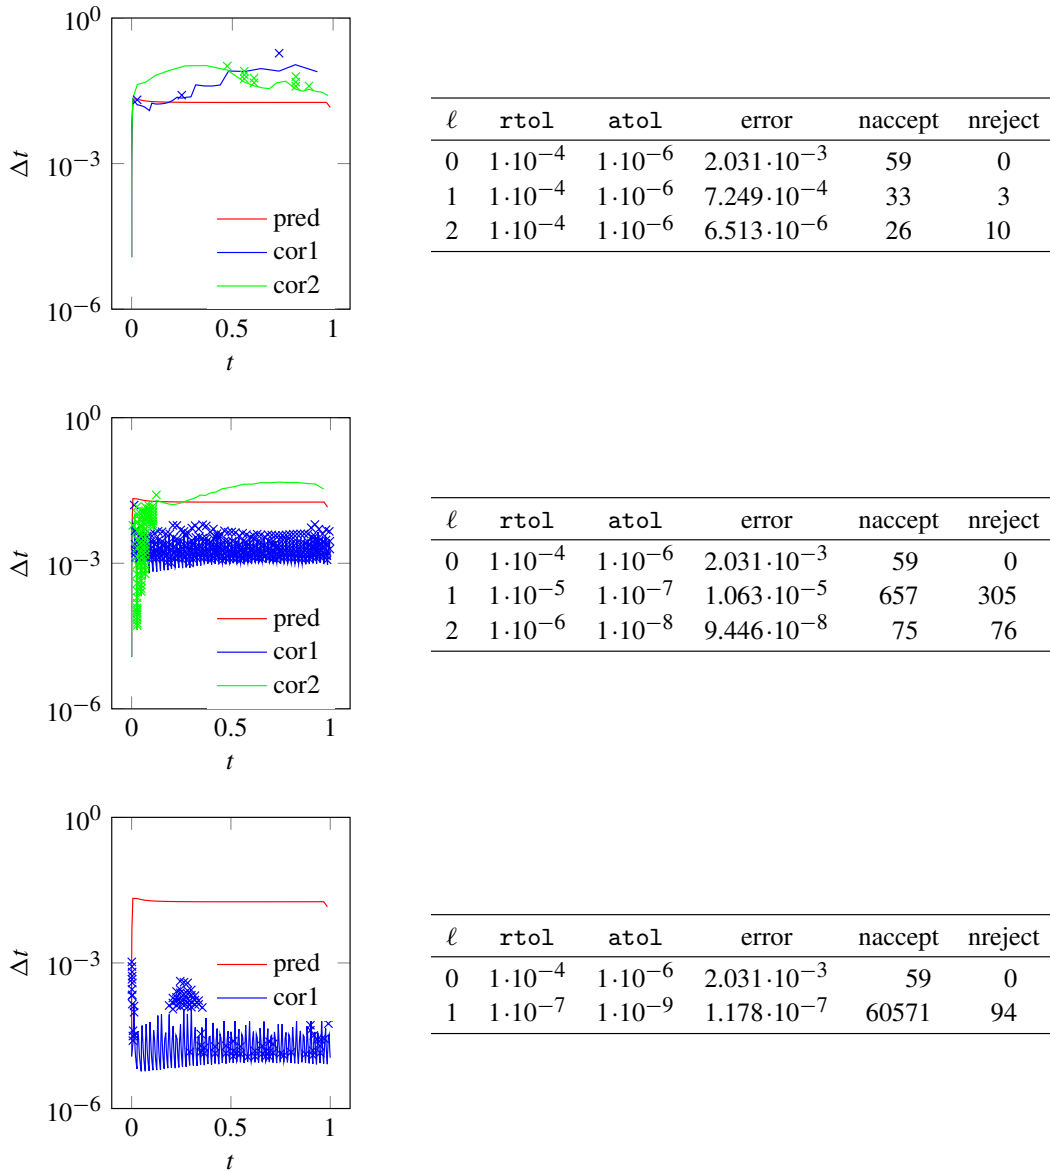 10^0
10^−3
10^−6
Δt
pred
cor1
cor2
0 0.5 1
t
ℓ rtol atol error naccept nreject
0 1·10^−4 1·10^−6 2.031·10^−3 59 0
1 1·10^−4 1·10^−6 7.249·10^−4 33 3
2 1·10^−4 1·10^−6 6.513·10^−6 26 10
10^0
10^−3
10^−6
Δt
pred
cor1
cor2
0 0.5 1
t
ℓ rtol atol error naccept nreject
0 1·10^−4 1·10^−6 2.031·10^−3 59 0
1 1·10^−5 1·10^−7 1.063·10^−5 657 305
2 1·10^−6 1·10^−8 9.446·10^−8 75 76
10^0
10^−3
10^−6
Δt
pred
cor1
0 0.5 1
t
ℓ rtol atol error naccept nreject
0 1·10^−4 1·10^−6 2.031·10^−3 59 0
1 1·10^−7 1·10^−9 1.178·10^−7 60571 94